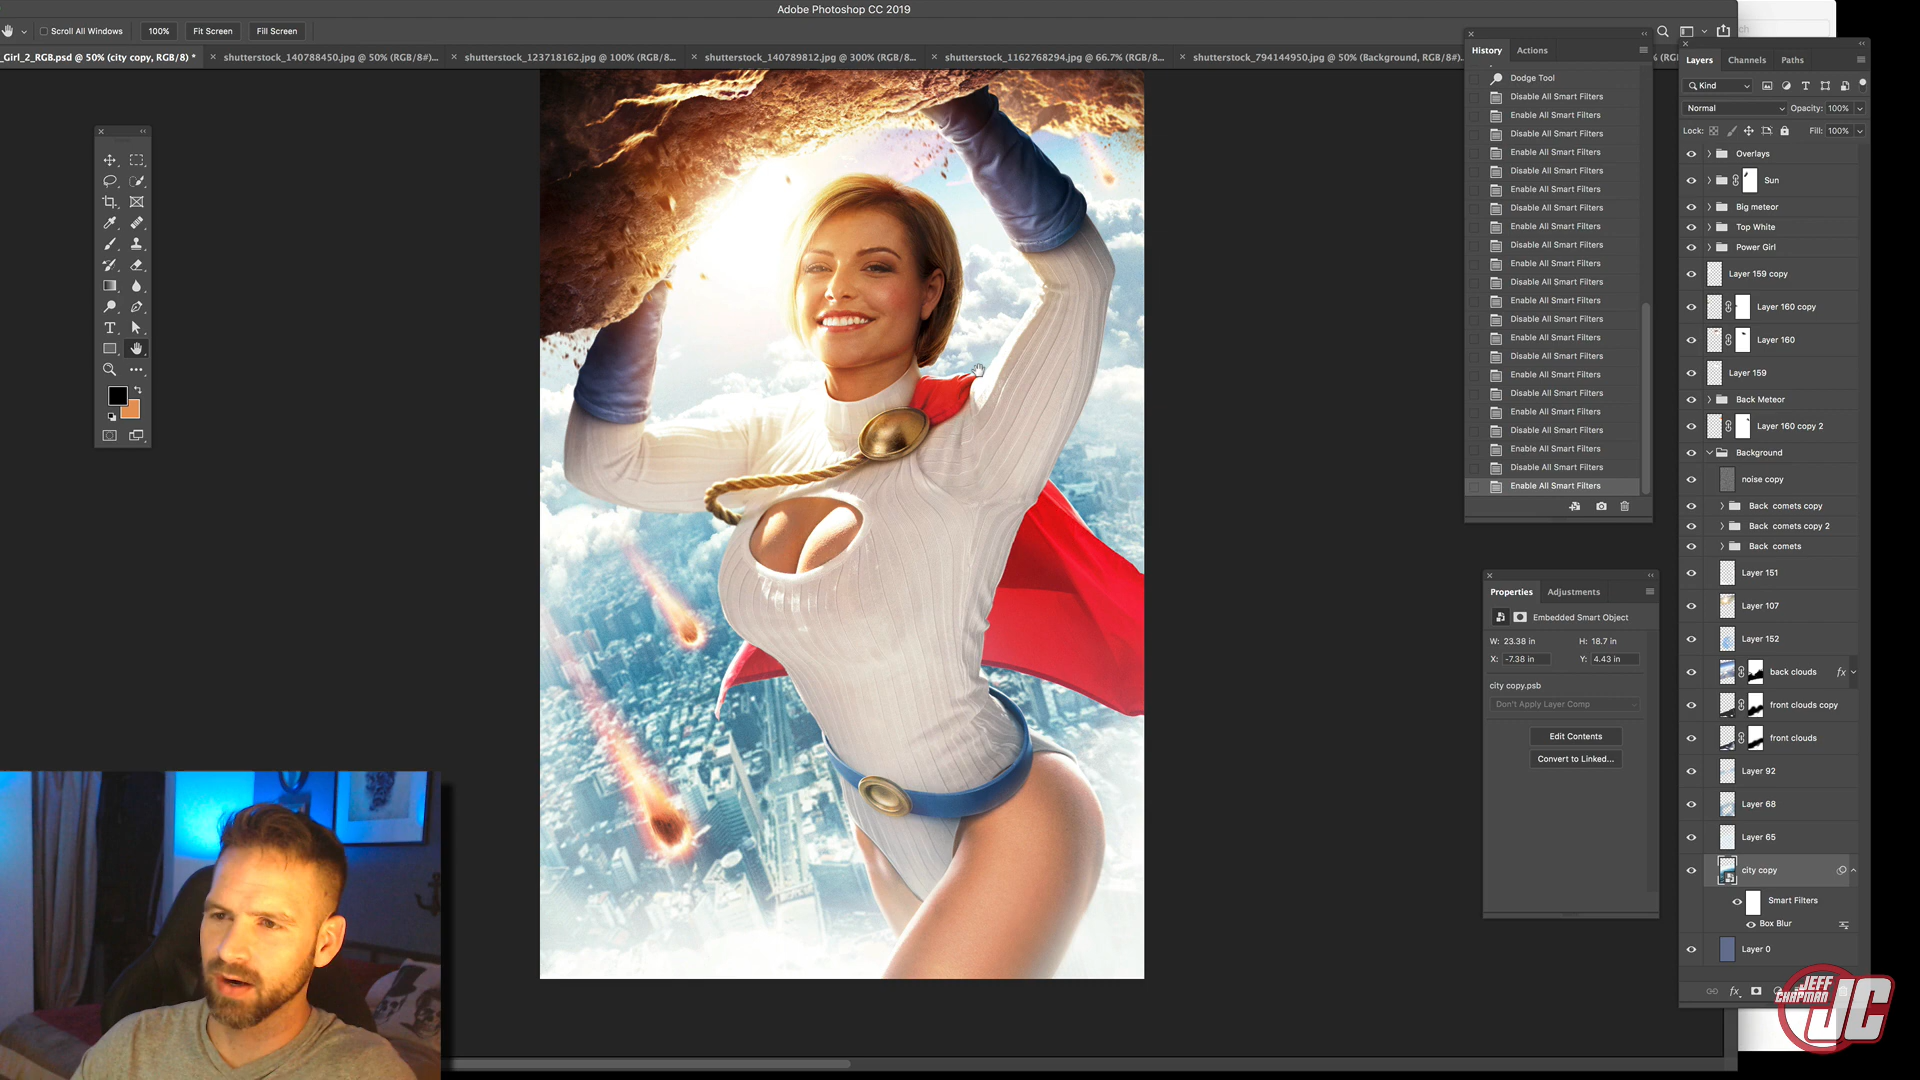 Adobe Photoshop CC 2019
Scroll All Windows
100%
Fit Screen
Fill Screen
_Girl_2_RGB.psd @ 50% (city copy, RGB/8) *
shutterstock_140788450.jpg @ 50% (RGB/8#)...
shutterstock_123718162.jpg @ 100% (RGB/8...
shutterstock_140789812.jpg @ 300% (RGB/8...
shutterstock_1162768294.jpg @ 66.7% (RGB/8...
shutterstock_794144950.jpg @ 50% (Background, RGB/8#)...
History
Actions
Dodge Tool
Disable All Smart Filters
Enable All Smart Filters
Disable All Smart Filters
Enable All Smart Filters
Disable All Smart Filters
Enable All Smart Filters
Disable All Smart Filters
Enable All Smart Filters
Disable All Smart Filters
Enable All Smart Filters
Disable All Smart Filters
Enable All Smart Filters
Disable All Smart Filters
Enable All Smart Filters
Disable All Smart Filters
Enable All Smart Filters
Disable All Smart Filters
Enable All Smart Filters
Disable All Smart Filters
Enable All Smart Filters
Disable All Smart Filters
Enable All Smart Filters
Properties
Adjustments
Embedded Smart Object
W: 23.38 in
H: 18.7 in
X: -7.38 in
Y: 4.43 in
city copy.psb
Don't Apply Layer Comp
Edit Contents
Convert to Linked...
Layers
Channels
Paths
Kind
Normal
Opacity: 100%
Lock:
Fill: 100%
Overlays
Sun
Big meteor
Top White
Power Girl
Layer 159 copy
Layer 160 copy
Layer 160
Layer 159
Back Meteor
Layer 160 copy 2
Background
noise copy
Back comets copy
Back comets copy 2
Back comets
Layer 151
Layer 107
Layer 152
back clouds
fx
front clouds copy
front clouds
Layer 92
Layer 68
Layer 65
city copy
Smart Filters
Box Blur
Layer 0
fx
JEFF
CHAPMAN
JC